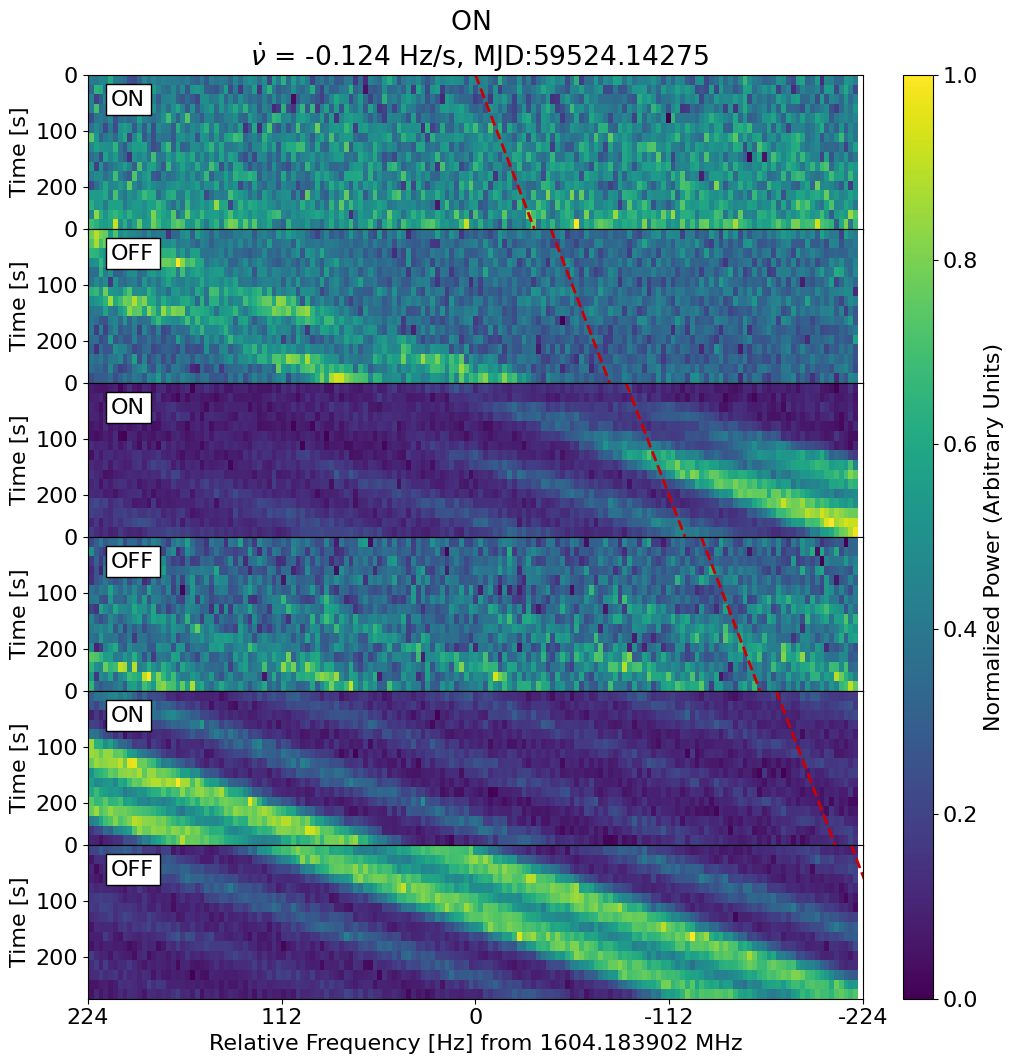 ON
ν̇ = -0.124 Hz/s, MJD:59524.14275
0
ON
100
200
Time [s]
0
OFF
100
200
Time [s]
0
ON
100
200
Time [s]
0
OFF
100
200
Time [s]
0
ON
100
200
Time [s]
0
OFF
100
200
Time [s]
224 112 0 -112 -224
Relative Frequency [Hz] from 1604.183902 MHz
1.0
0.8
0.6
0.4
0.2
0.0
Normalized Power (Arbitrary Units)